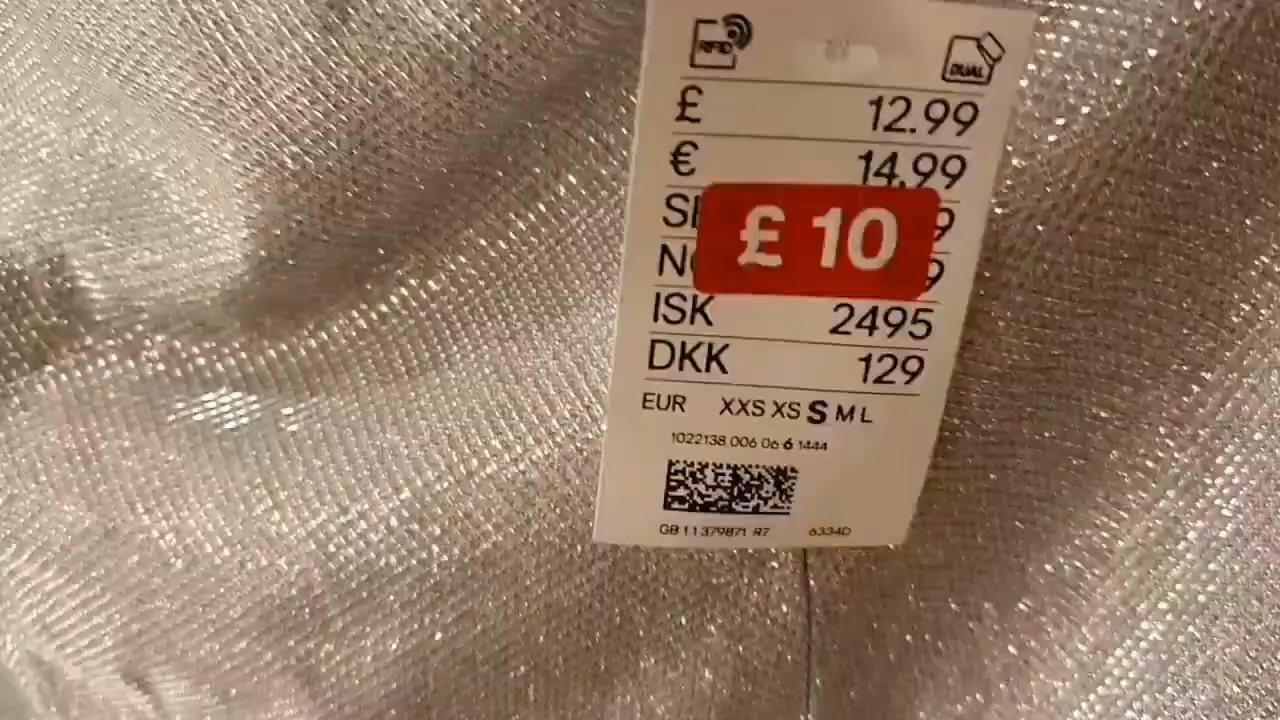 RFID
DUAL
£ 12.99
€ 14.99
£ 10
ISK 2495
DKK 129
EUR XXS XS S M L
1022138 006 06 6 1444
GB 11379871 R7 6334D